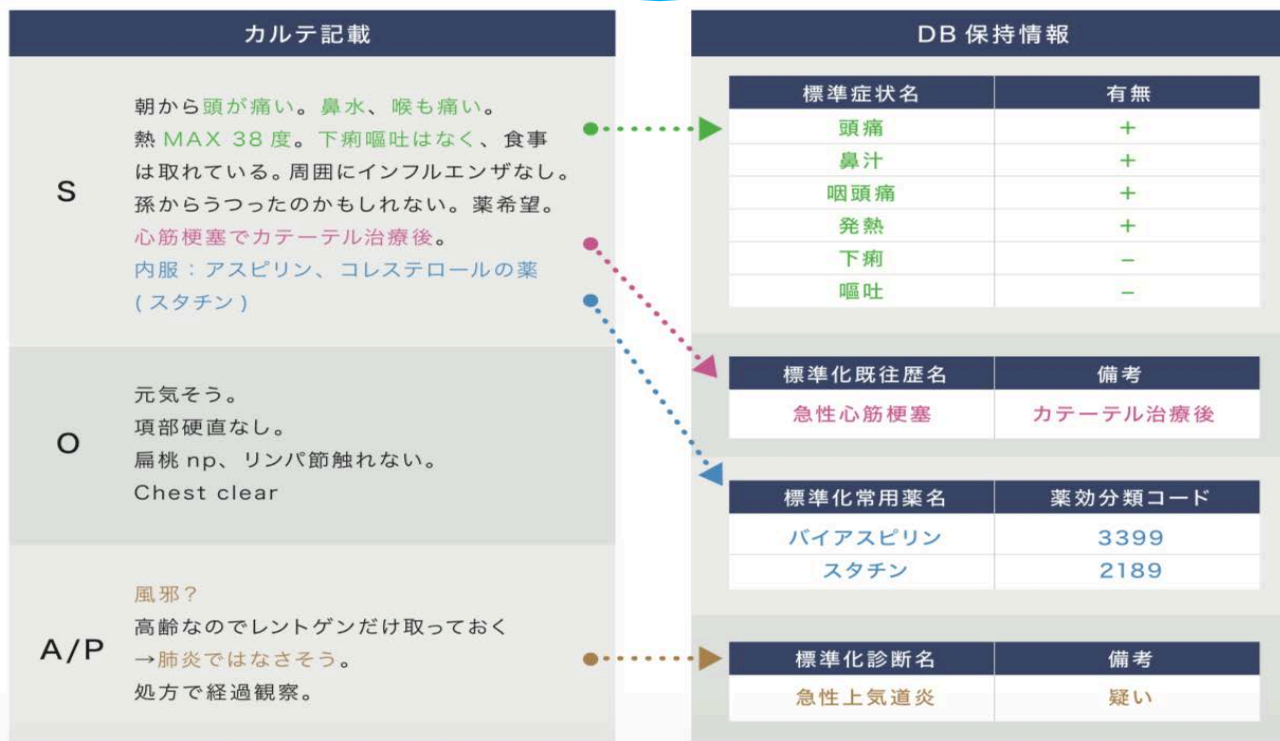 カルテ記載
S
朝から頭が痛い。鼻水、喉も痛い。
熱 MAX 38 度。下痢嘔吐はなく、食事
は取れている。周囲にインフルエンザなし。
孫からうつったのかもしれない。薬希望。
心筋梗塞でカテーテル治療後。
内服：アスピリン、コレステロールの薬
(スタチン)
O
元気そう。
項部硬直なし。
扁桃 np、リンパ節触れない。
Chest clear
A/P
風邪？
高齢なのでレントゲンだけ取っておく
→肺炎ではなさそう。
処方で経過観察。
DB 保持情報
標準症状名 有無
頭痛 +
鼻汁 +
咽頭痛 +
発熱 +
下痢 −
嘔吐 −
標準化既往歴名 備考
急性心筋梗塞 カテーテル治療後
標準化常用薬名 薬効分類コード
バイアスピリン 3399
スタチン 2189
標準化診断名 備考
急性上気道炎 疑い